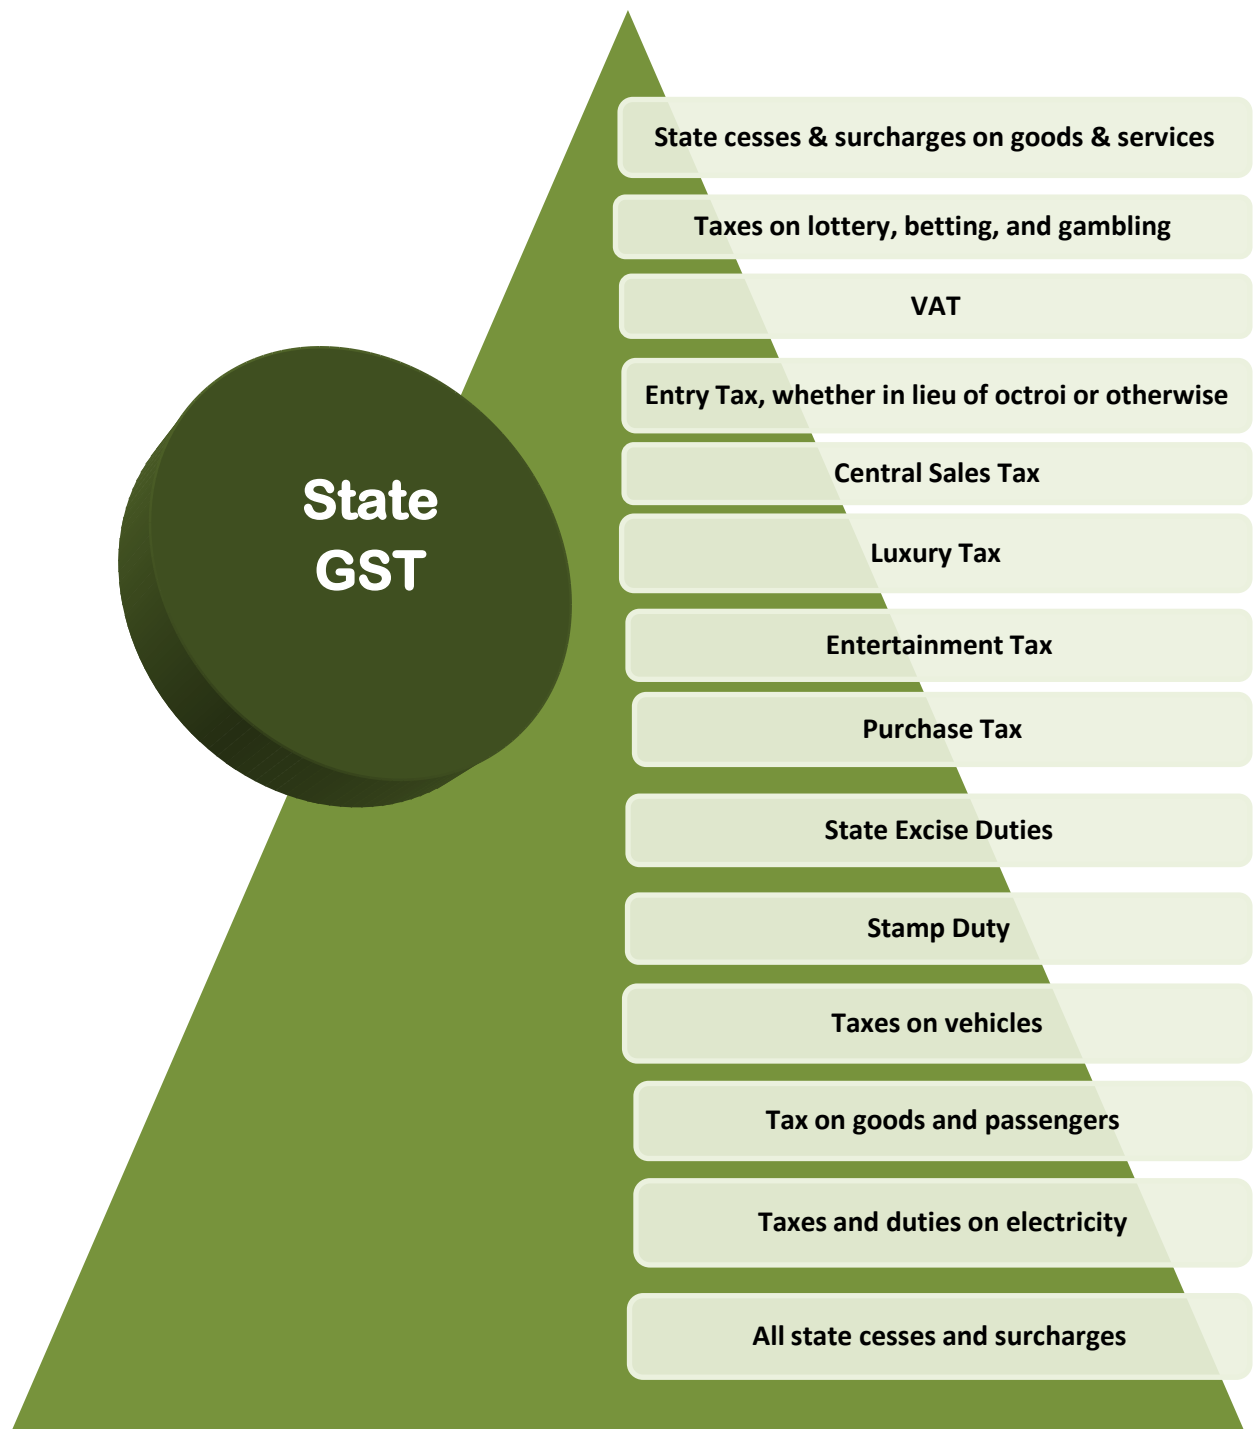 State cesses & surcharges on goods & services
Taxes on lottery, betting, and gambling
VAT
Entry Tax, whether in lieu of octroi or otherwise
Central Sales Tax
Luxury Tax
Entertainment Tax
Purchase Tax
State Excise Duties
Stamp Duty
Taxes on vehicles
Tax on goods and passengers
Taxes and duties on electricity
All state cesses and surcharges
State
GST